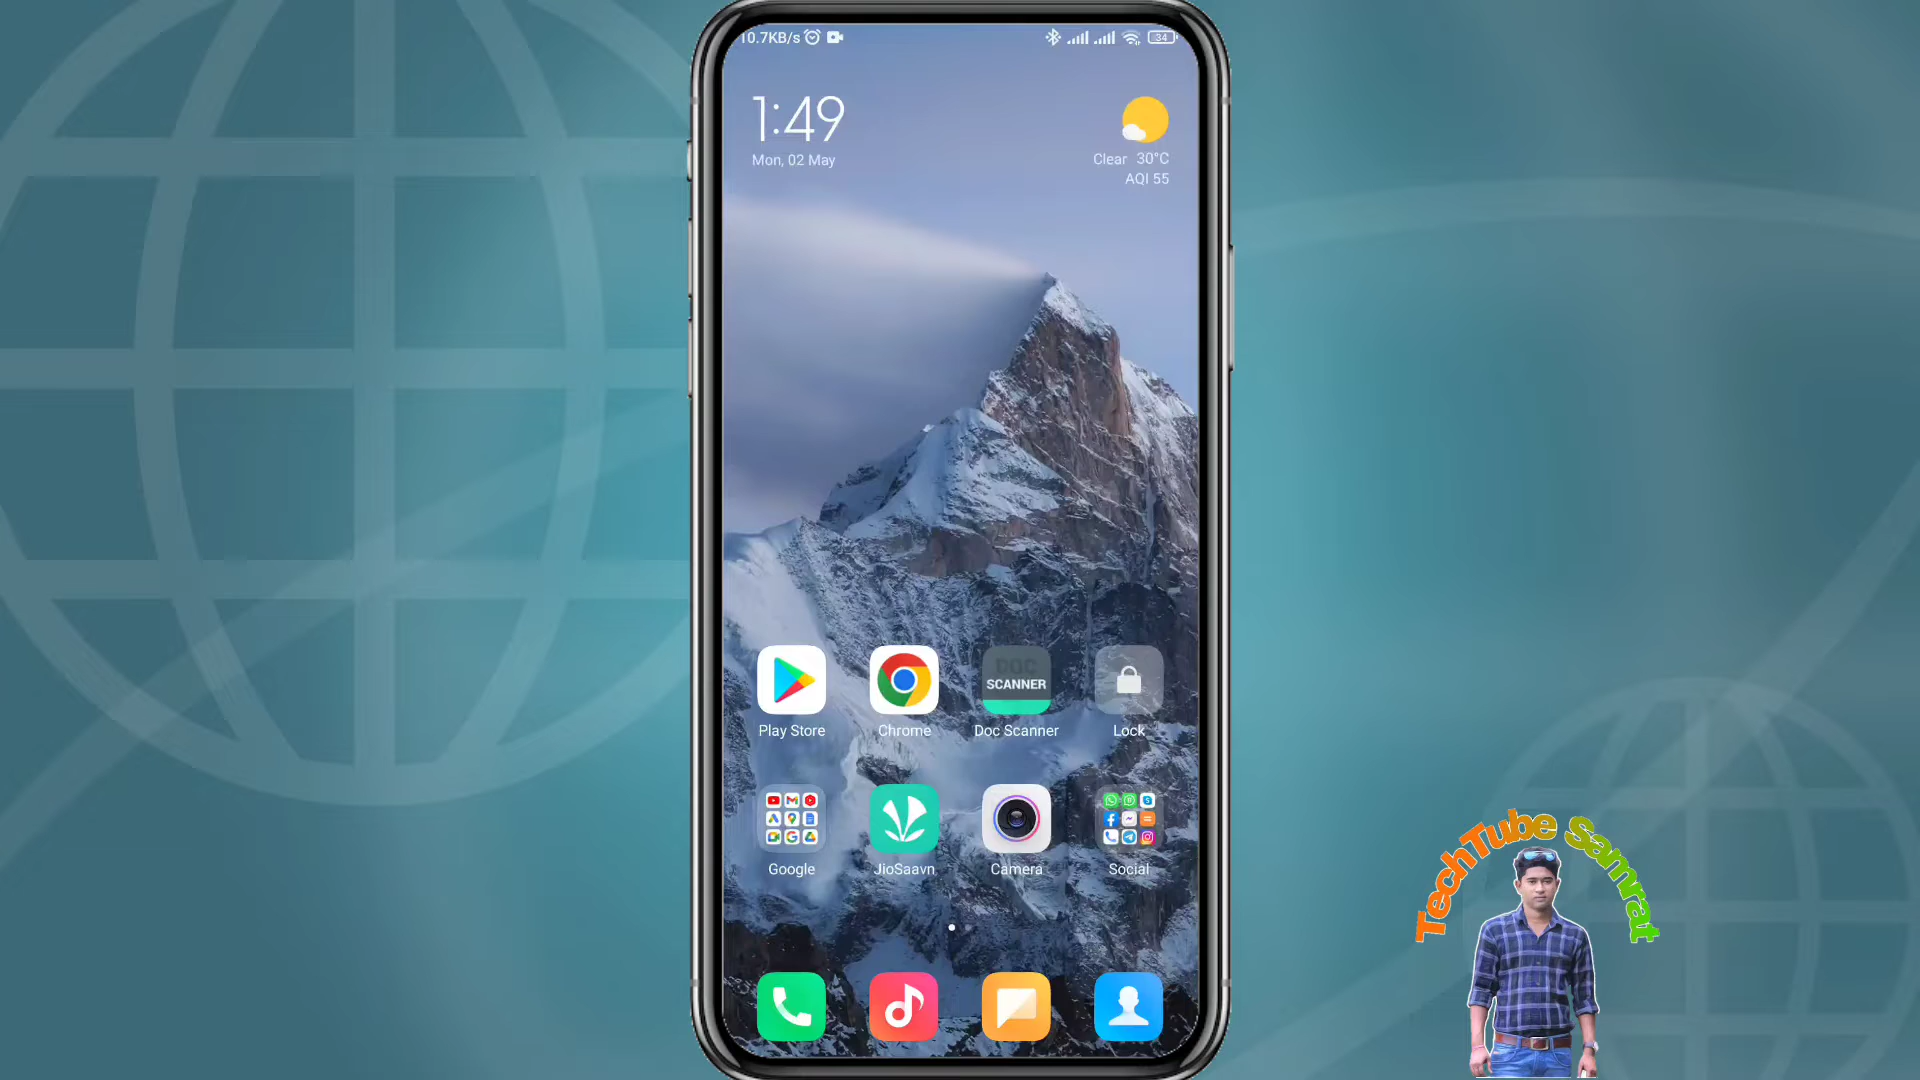 10.7KB/s
34
1:49
Mon, 02 May
Clear 30°C
AQI 55
DOC
SCANNER
Play Store
Chrome
Doc Scanner
Lock
Google
JioSaavn
Camera
Social
TechTube Samrat